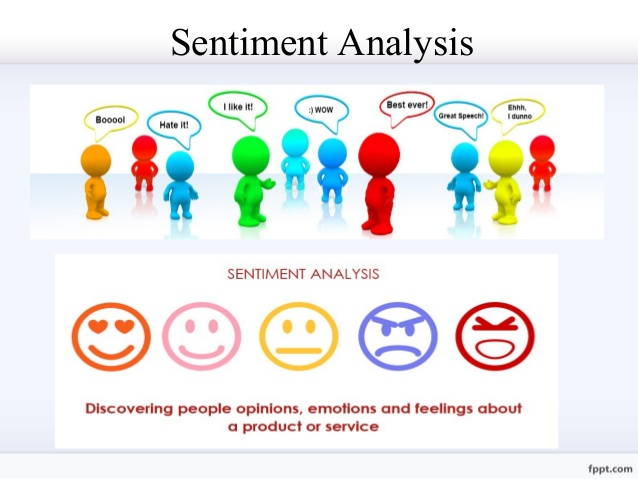 Sentiment Analysis
Booool
Hate it!
I like it!
:) WOW
Best ever!
Great Speech!
Ehhh,
I dunno
SENTIMENT ANALYSIS
Discovering people opinions, emotions and feelings about
a product or service
fppt.com